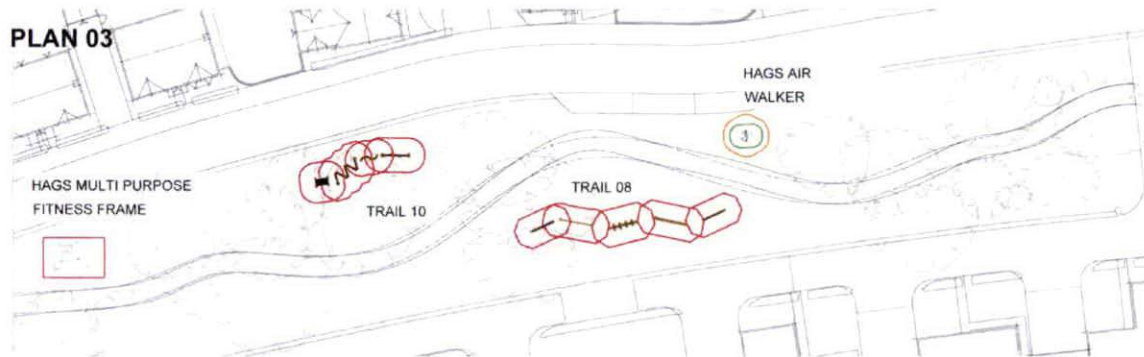 PLAN 03
HAGS AIR
WALKER
HAGS MULTI PURPOSE
FITNESS FRAME
TRAIL 10
TRAIL 08